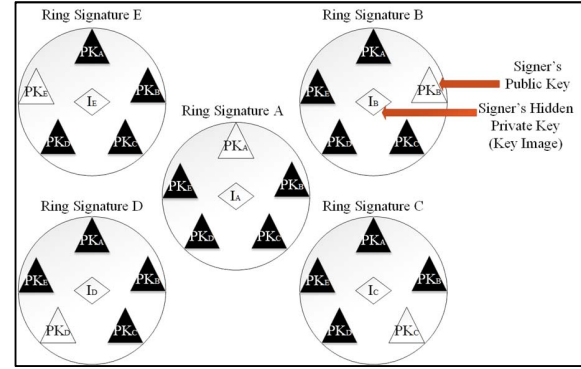 Ring Signature E
PKA
PKE
PKB
IE
PKD
PKC
Ring Signature B
PKA
PKE
PKB
IB
PKD
PKC
Signer's
Public Key
Signer's Hidden
Private Key
(Key Image)
Ring Signature A
PKA
PKE
PKB
IA
PKD
PKC
Ring Signature D
PKA
PKE
PKB
ID
PKD
PKC
Ring Signature C
PKA
PKE
PKB
IC
PKD
PKC